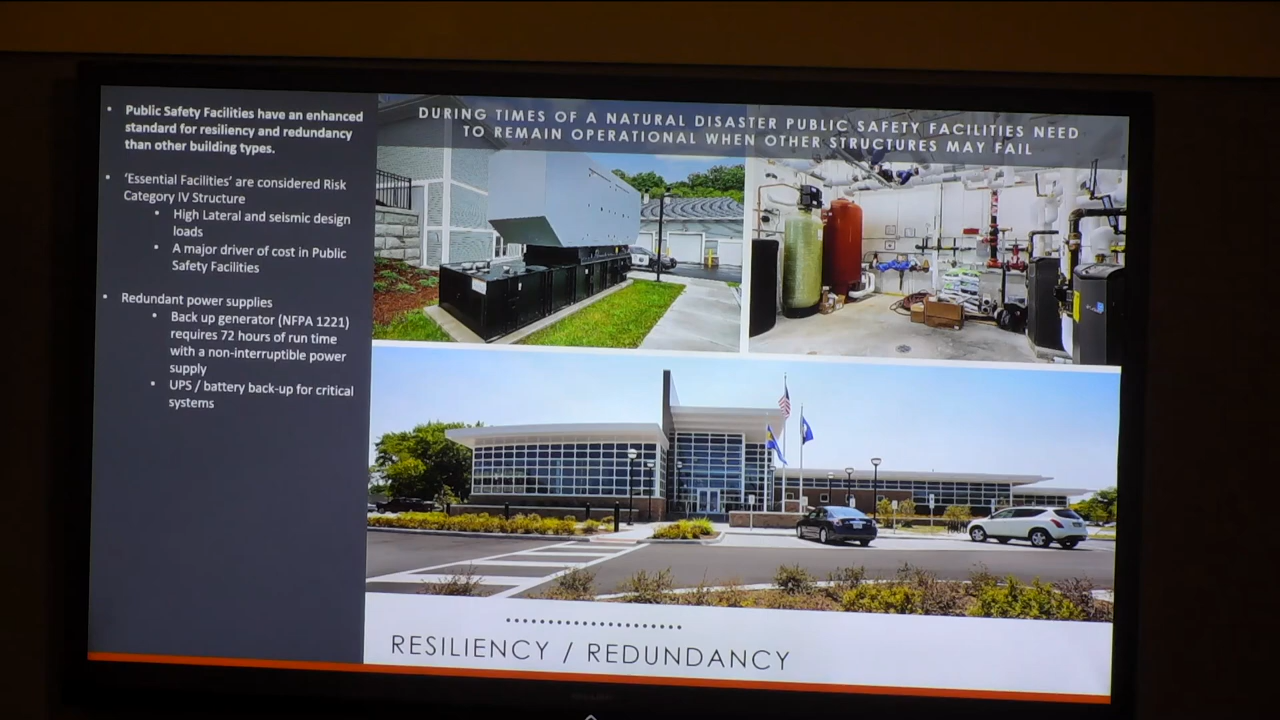 • Public Safety Facilities have an enhanced
standard for resiliency and redundancy
than other building types.
• 'Essential Facilities' are considered Risk
Category IV Structure
• High Lateral and seismic design
loads
• A major driver of cost in Public
Safety Facilities
• Redundant power supplies
• Back up generator (NFPA 1221)
requires 72 hours of run time
with a non-interruptible power
supply
• UPS / battery back-up for critical
systems
DURING TIMES OF A NATURAL DISASTER PUBLIC SAFETY FACILITIES NEED
TO REMAIN OPERATIONAL WHEN OTHER STRUCTURES MAY FAIL
RESILIENCY / REDUNDANCY